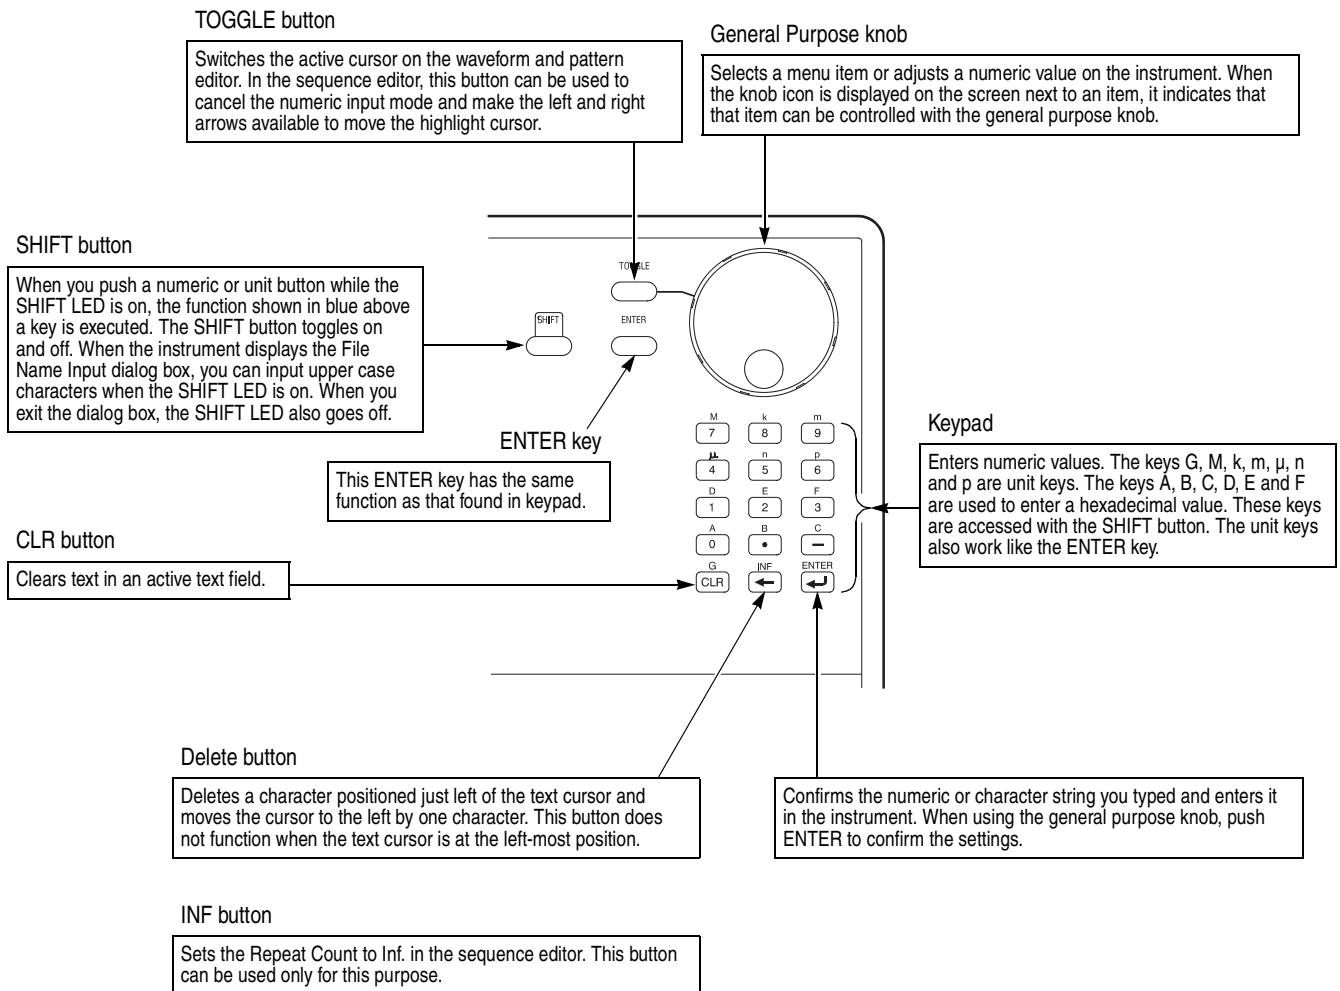 TOGGLE button
Switches the active cursor on the waveform and pattern
editor. In the sequence editor, this button can be used to
cancel the numeric input mode and make the left and right
arrows available to move the highlight cursor.
General Purpose knob
Selects a menu item or adjusts a numeric value on the instrument. When
the knob icon is displayed on the screen next to an item, it indicates that
that item can be controlled with the general purpose knob.
SHIFT button
When you push a numeric or unit button while the
SHIFT LED is on, the function shown in blue above
a key is executed. The SHIFT button toggles on
and off. When the instrument displays the File
Name Input dialog box, you can input upper case
characters when the SHIFT LED is on. When you
exit the dialog box, the SHIFT LED also goes off.
TOGGLE
SHIFT
ENTER
ENTER key
This ENTER key has the same
function as that found in keypad.
CLR button
Clears text in an active text field.
M k m
7 8 9
µ n p
4 5 6
D E F
1 2 3
A B C
0 • –
G INF ENTER
CLR ← ↵
Keypad
Enters numeric values. The keys G, M, k, m, µ, n
and p are unit keys. The keys A, B, C, D, E and F
are used to enter a hexadecimal value. These keys
are accessed with the SHIFT button. The unit keys
also work like the ENTER key.
Delete button
Deletes a character positioned just left of the text cursor and
moves the cursor to the left by one character. This button does
not function when the text cursor is at the left-most position.
Confirms the numeric or character string you typed and enters it
in the instrument. When using the general purpose knob, push
ENTER to confirm the settings.
INF button
Sets the Repeat Count to Inf. in the sequence editor. This button
can be used only for this purpose.